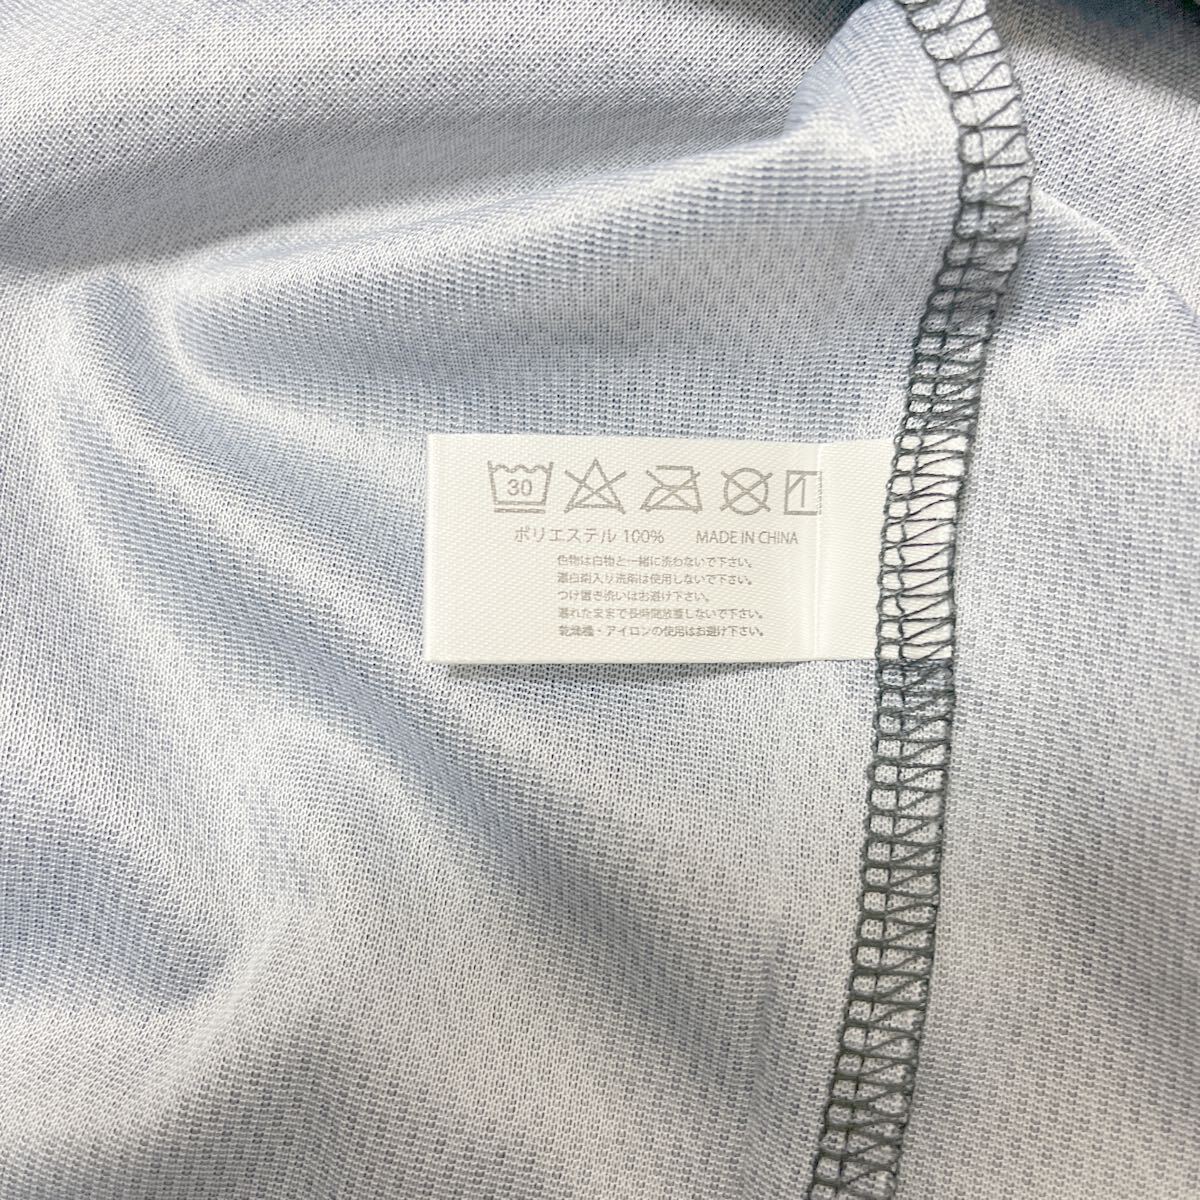 30
ポリエステル 100% MADE IN CHINA
色物は白物と一緒に洗わないで下さい。
漂白剤入り洗剤は使用しないで下さい。
つけ置き洗いはお避け下さい。
濡れたままで長時間放置しないで下さい。
乾燥機・アイロンの使用はお避け下さい。